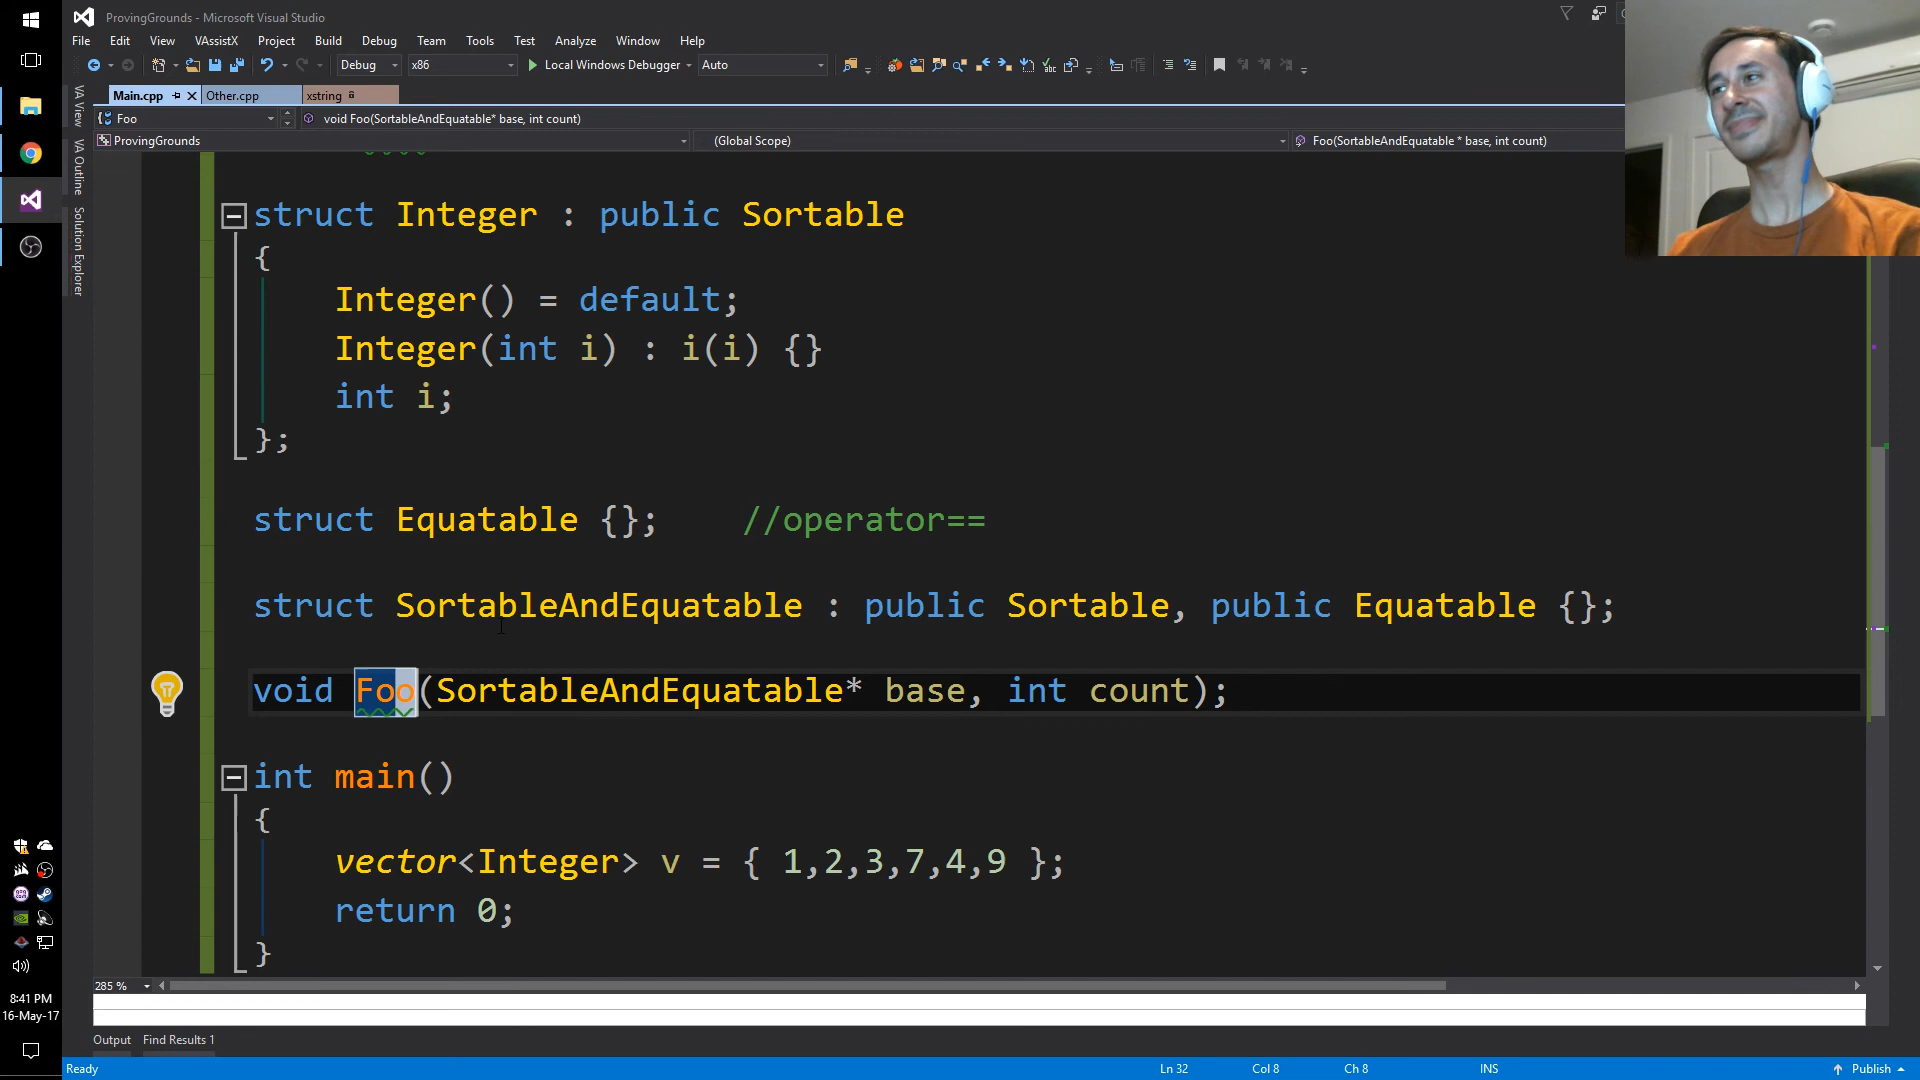 ProvingGrounds - Microsoft Visual Studio
File Edit View VAssistX Project Build Debug Team Tools Test Analyze Window Help
Debug x86 Local Windows Debugger Auto
Main.cpp Other.cpp xstring
Foo void Foo(SortableAndEquatable* base, int count)
ProvingGrounds (Global Scope) Foo(SortableAndEquatable * base, int count)
VA View
VA Outline
Solution Explorer
struct Integer : public Sortable
{
Integer() = default;
Integer(int i) : i(i) {}
int i;
};
struct Equatable {}; //operator==
struct SortableAndEquatable : public Sortable, public Equatable {};
void Foo(SortableAndEquatable* base, int count);
int main()
{
vector<Integer> v = { 1,2,3,7,4,9 };
return 0;
}
285 %
Output Find Results 1
8:41 PM
16-May-17
Ready Ln 32 Col 8 Ch 8 INS Publish